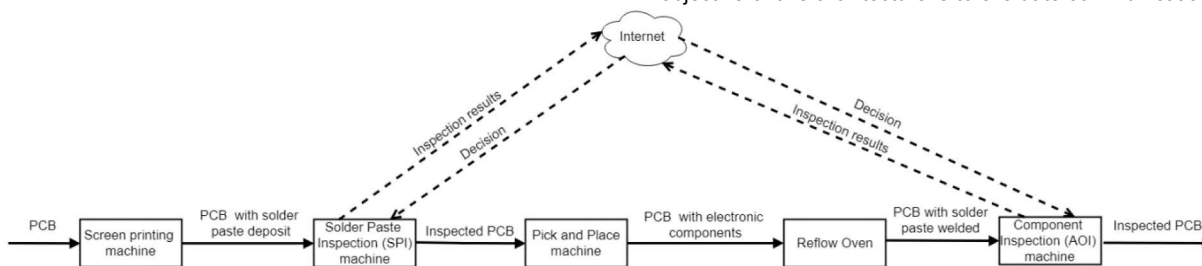 Internet
Inspection results
Decision
Decision
Inspection results
PCB
Screen printing
machine
PCB with solder
paste deposit
Solder Paste
Inspection (SPI)
machine
Inspected PCB
Pick and Place
machine
PCB with electronic
components
Reflow Oven
PCB with solder
paste welded
Component
Inspection (AOI)
machine
Inspected PCB